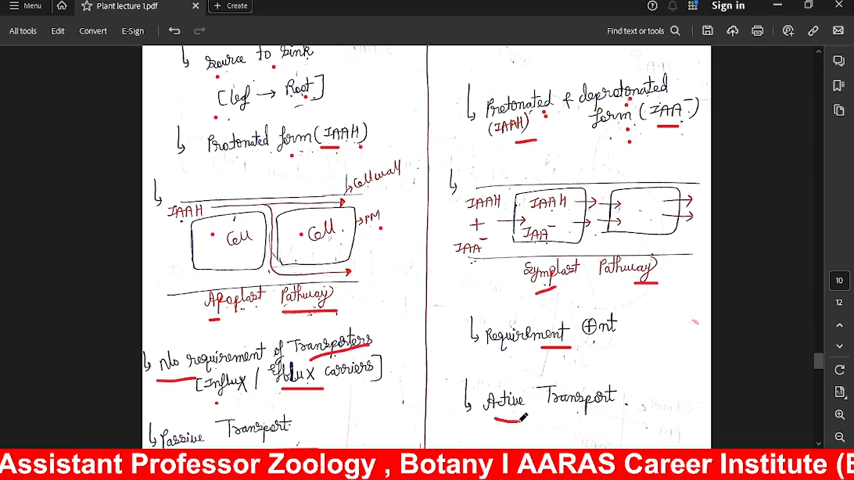 Menu
Plant lecture 1.pdf
Create
Sign in
All tools
Edit
Convert
E-Sign
Find text or tools
source to sink
[leaf → Root]
Protonated form (IAAH)
Cell wall
IAAH
Cell
Cell
PM
Apoplast Pathway
No requirement of Transporters
[Influx / Efflux carriers]
Passive Transport
Protonated & deprotonated
(IAAH) form (IAA⁻)
IAAH
+
IAA⁻
IAAH
IAA⁻
Symplast Pathway
Requirement ⊕nt
Active Transport
10
12
Assistant Professor Zoology , Botany I AARAS Career Institute (E